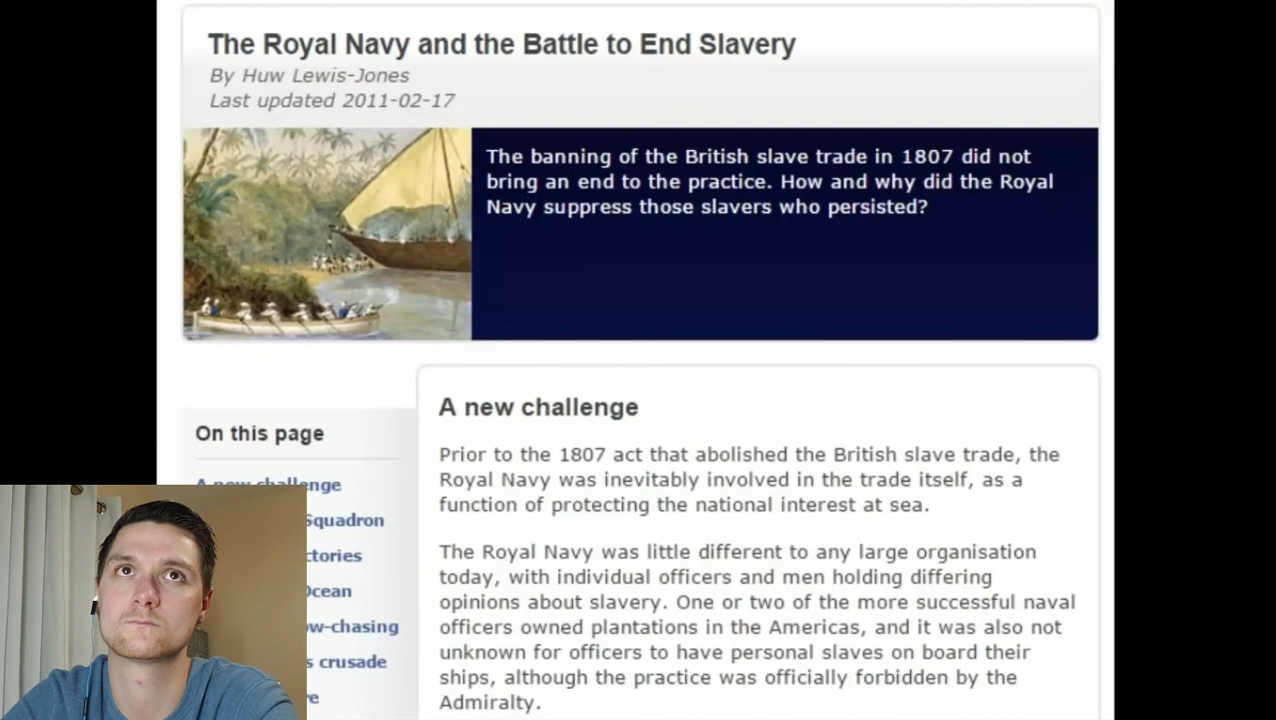 The Royal Navy and the Battle to End Slavery
By Huw Lewis-Jones
Last updated 2011-02-17
The banning of the British slave trade in 1807 did not
bring an end to the practice. How and why did the Royal
Navy suppress those slavers who persisted?
On this page
A new challenge
Squadron
Ocean
s crusade
A new challenge
Prior to the 1807 act that abolished the British slave trade, the
Royal Navy was inevitably involved in the trade itself, as a
function of protecting the national interest at sea.
The Royal Navy was little different to any large organisation
today, with individual officers and men holding differing
opinions about slavery. One or two of the more successful naval
officers owned plantations in the Americas, and it was also not
unknown for officers to have personal slaves on board their
ships, although the practice was officially forbidden by the
Admiralty.